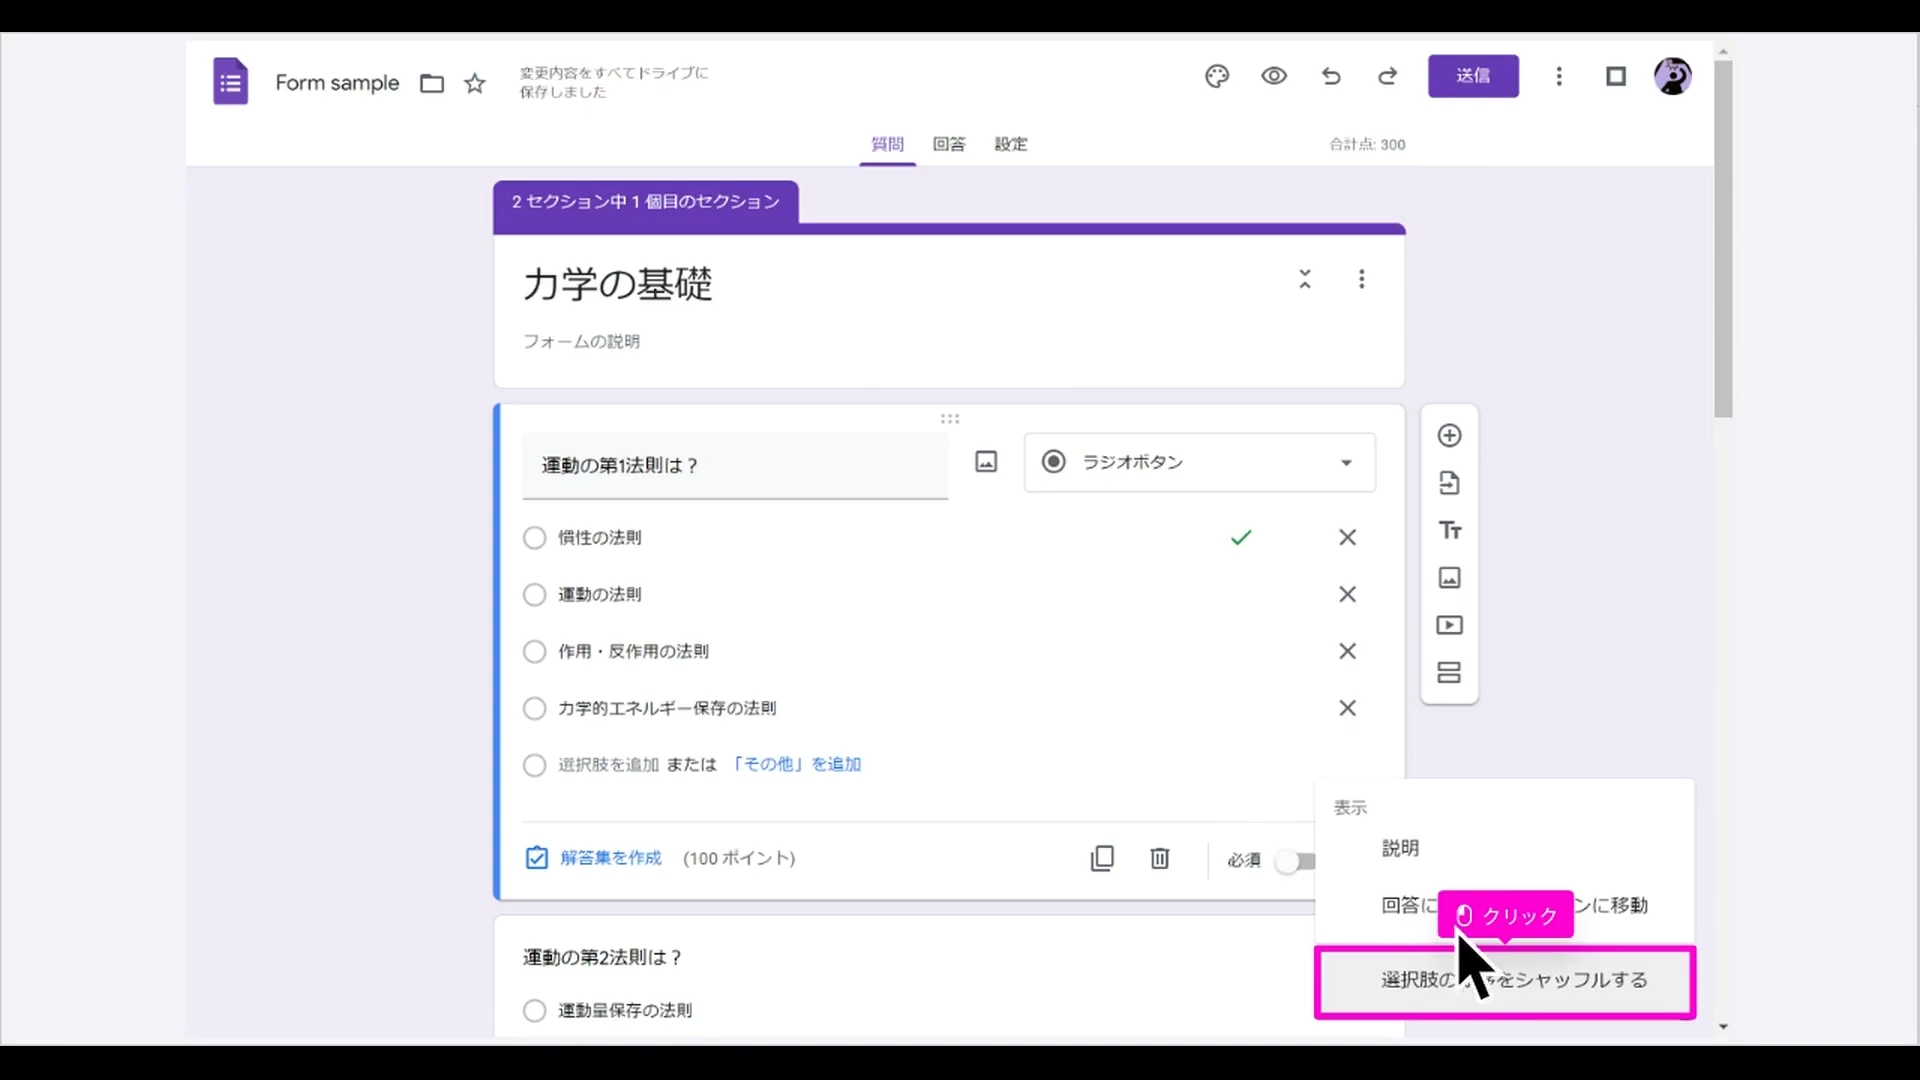 Form sample
変更内容をすべてドライブに
保存しました
送信
質問 回答 設定
合計点: 300
2 セクション中 1 個目のセクション
力学の基礎
フォームの説明
運動の第1法則は？
ラジオボタン
慣性の法則
運動の法則
作用・反作用の法則
力学的エネルギー保存の法則
選択肢を追加 または 「その他」を追加
解答集を作成 (100 ポイント)
必須
表示
説明
回答に ンに移動
クリック
選択肢の をシャッフルする
運動の第2法則は？
運動量保存の法則